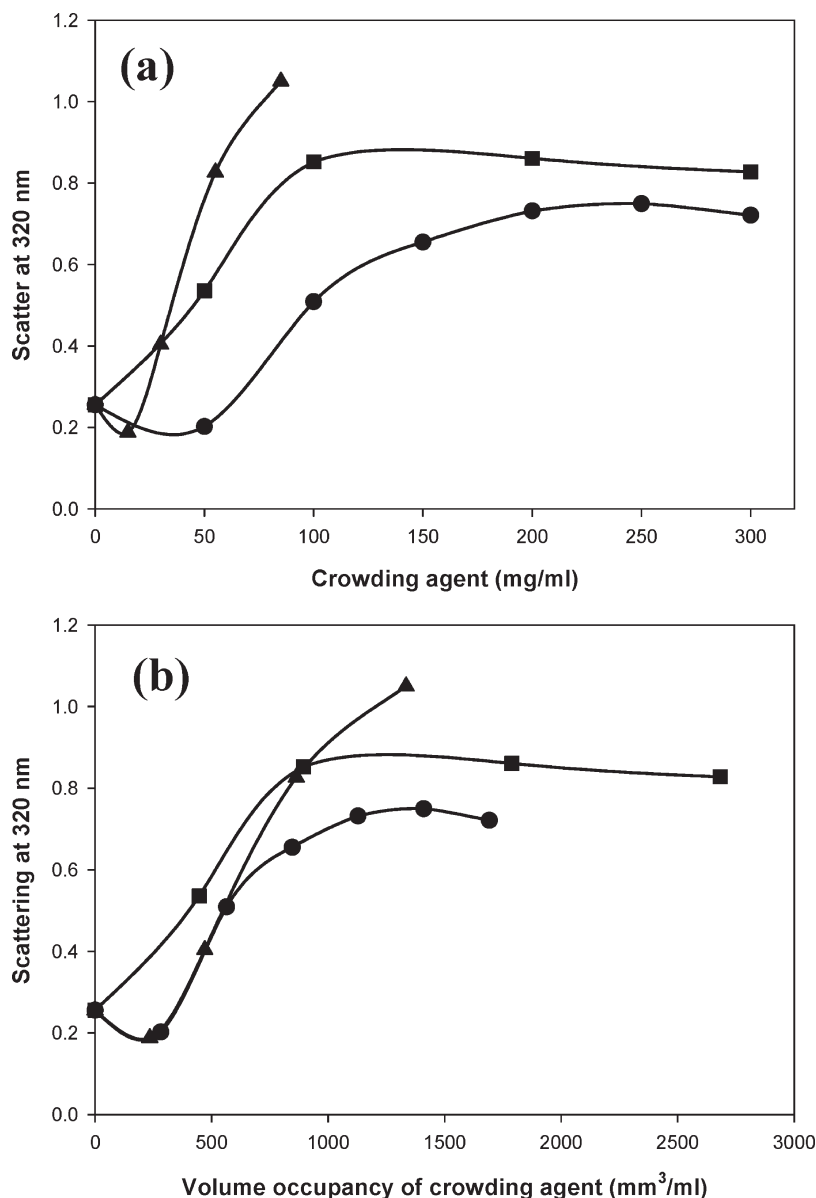 (a)
1.2
1.0
0.8
0.6
0.4
0.2
0.0
Scatter at 320 nm
0 50 100 150 200 250 300
Crowding agent (mg/ml)
(b)
1.2
1.0
0.8
0.6
0.4
0.2
0.0
Scattering at 320 nm
0 500 1000 1500 2000 2500 3000
Volume occupancy of crowding agent (mm³/ml)